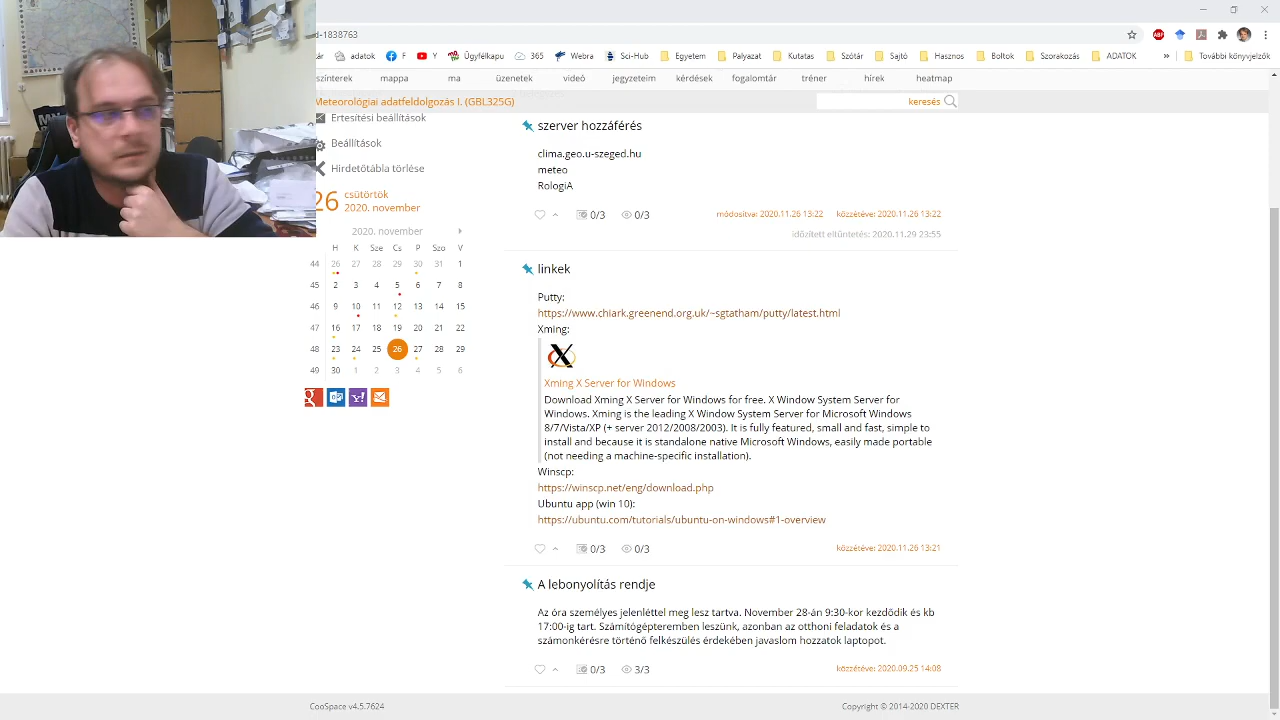 d-1838763
ár
adatok
F
Y
Ügyfélkapu
365
Webra
Sci-Hub
Egyetem
Palyazat
Kutatas
Szótár
Sajtó
Hasznos
Boltok
Szorakozás
ADATOK
»
További könyvjelzők
színterek
mappa
ma
üzenetek
videó
jegyzeteim
kérdések
fogalomtár
tréner
hírek
heatmap
Meteorológiai adatfeldolgozás I. (GBL325G)
keresés
Értesítési beállítások
Beállítások
Hirdetőtábla törlése
26 csütörtök
2020. november
2020. november
H K Sze Cs P Szo V
44 26 27 28 29 30 31 1
45 2 3 4 5 6 7 8
46 9 10 11 12 13 14 15
47 16 17 18 19 20 21 22
48 23 24 25 26 27 28 29
49 30 1 2 3 4 5 6
szerver hozzáférés
clima.geo.u-szeged.hu
meteo
RologiA
0/3 0/3 módosítva: 2020.11.26 13:22 közzétéve: 2020.11.26 13:22
időzített eltüntetés: 2020.11.29 23:55
linkek
Putty:
https://www.chiark.greenend.org.uk/~sgtatham/putty/latest.html
Xming:
Xming X Server for Windows
Download Xming X Server for Windows for free. X Window System Server for
Windows. Xming is the leading X Window System Server for Microsoft Windows
8/7/Vista/XP (+ server 2012/2008/2003). It is fully featured, small and fast, simple to
install and because it is standalone native Microsoft Windows, easily made portable
(not needing a machine-specific installation).
Winscp:
https://winscp.net/eng/download.php
Ubuntu app (win 10):
https://ubuntu.com/tutorials/ubuntu-on-windows#1-overview
0/3 0/3 közzétéve: 2020.11.26 13:21
A lebonyolítás rendje
Az óra személyes jelenléttel meg lesz tartva. November 28-án 9:30-kor kezdődik és kb
17:00-ig tart. Számítógépteremben leszünk, azonban az otthoni feladatok és a
számonkérésre történő felkészülés érdekében javaslom hozzatok laptopot.
0/3 3/3 közzétéve: 2020.09.25 14:08
CooSpace v4.5.7624
Copyright © 2014-2020 DEXTER